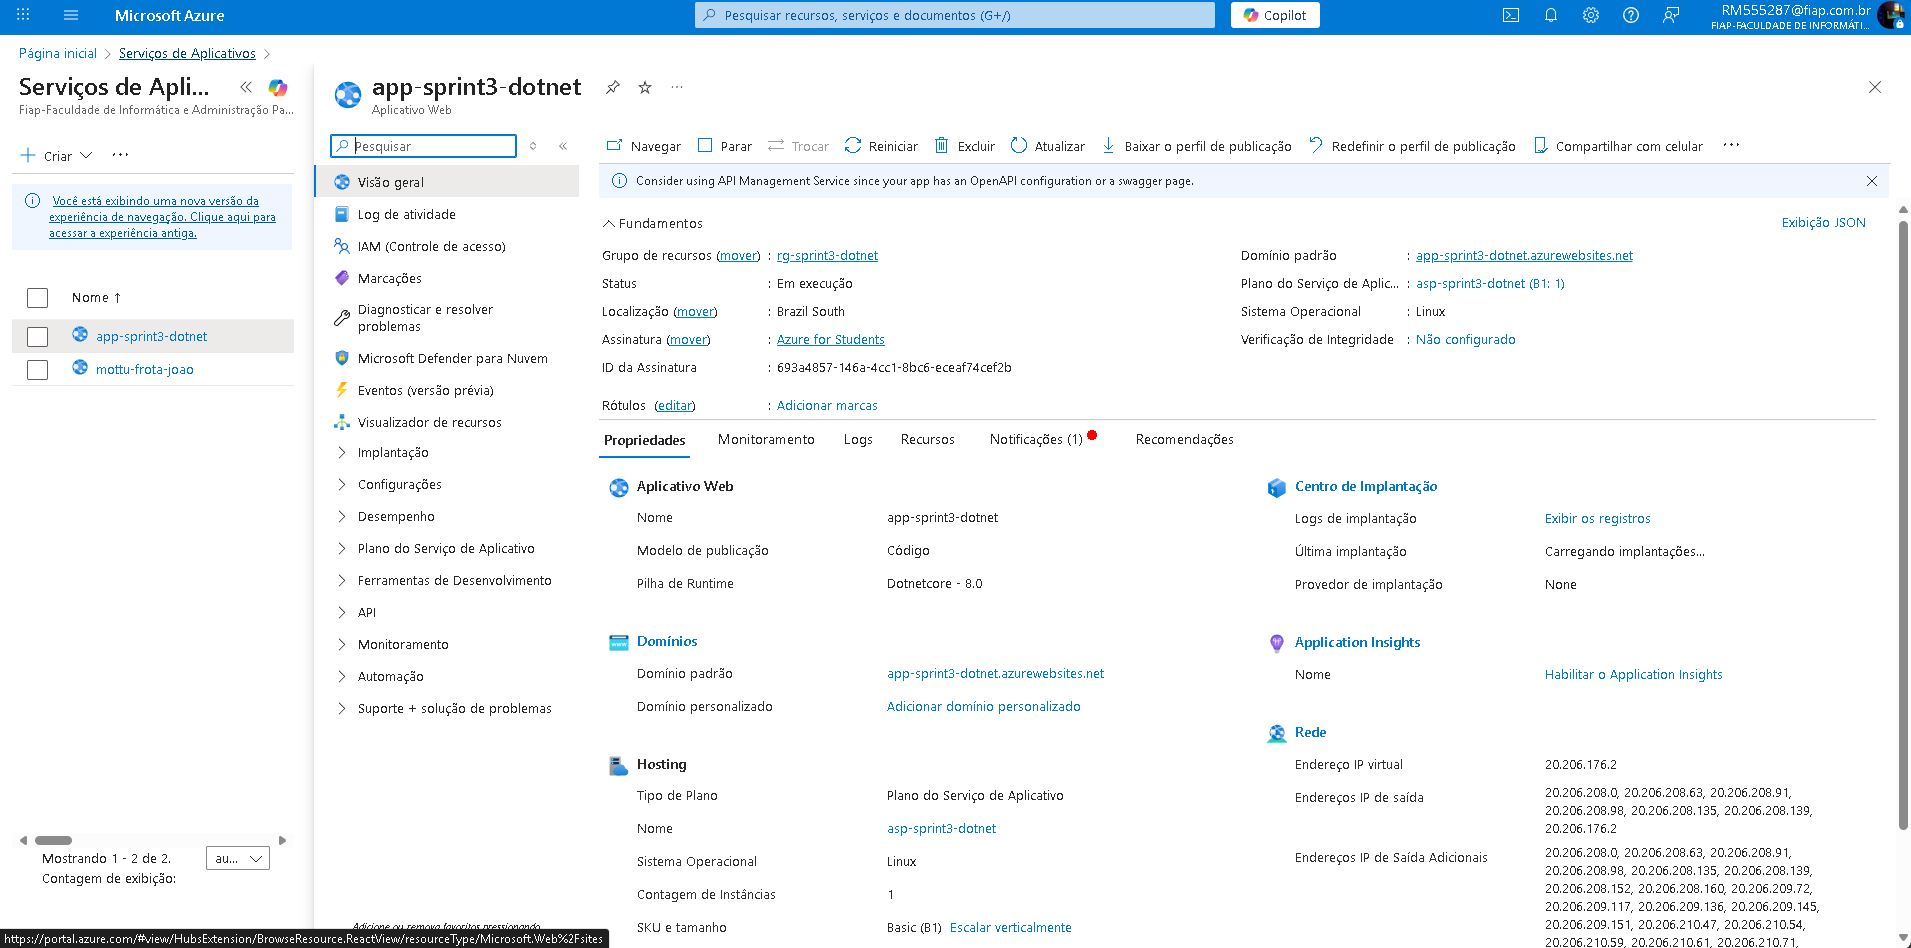 Microsoft Azure
Pesquisar recursos, serviços e documentos (G+/)
Copilot
RM555287@fiap.com.br
FIAP-FACULDADE DE INFORMÁTI...
Página inicial > Serviços de Aplicativos >
Serviços de Apli...
Fiap-Faculdade de Informática e Administração Pa...
Criar
Você está exibindo uma nova versão da
experiência de navegação. Clique aqui para
acessar a experiência antiga.
Nome ↑
app-sprint3-dotnet
mottu-frota-joao
Mostrando 1 - 2 de 2.
Contagem de exibição:
au...
app-sprint3-dotnet
Aplicativo Web
Pesquisar
Visão geral
Log de atividade
IAM (Controle de acesso)
Marcações
Diagnosticar e resolver
problemas
Microsoft Defender para Nuvem
Eventos (versão prévia)
Visualizador de recursos
Implantação
Configurações
Desempenho
Plano do Serviço de Aplicativo
Ferramentas de Desenvolvimento
API
Monitoramento
Automação
Suporte + solução de problemas
Adicione ou remova favoritos pressionando
Navegar Parar Trocar Reiniciar Excluir Atualizar Baixar o perfil de publicação Redefinir o perfil de publicação Compartilhar com celular ...
Consider using API Management Service since your app has an OpenAPI configuration or a swagger page.
Fundamentos
Exibição JSON
Grupo de recursos (mover) : rg-sprint3-dotnet
Status : Em execução
Localização (mover) : Brazil South
Assinatura (mover) : Azure for Students
ID da Assinatura : 693a4857-146a-4cc1-8bc6-eceaf74cef2b
Rótulos (editar) : Adicionar marcas
Domínio padrão : app-sprint3-dotnet.azurewebsites.net
Plano do Serviço de Aplic... : asp-sprint3-dotnet (B1: 1)
Sistema Operacional : Linux
Verificação de Integridade : Não configurado
Propriedades Monitoramento Logs Recursos Notificações (1) Recomendações
Aplicativo Web
Nome app-sprint3-dotnet
Modelo de publicação Código
Pilha de Runtime Dotnetcore - 8.0
Domínios
Domínio padrão app-sprint3-dotnet.azurewebsites.net
Domínio personalizado Adicionar domínio personalizado
Hosting
Tipo de Plano Plano do Serviço de Aplicativo
Nome asp-sprint3-dotnet
Sistema Operacional Linux
Contagem de Instâncias 1
SKU e tamanho Basic (B1) Escalar verticalmente
Centro de Implantação
Logs de implantação Exibir os registros
Última implantação Carregando implantações...
Provedor de implantação None
Application Insights
Nome Habilitar o Application Insights
Rede
Endereço IP virtual 20.206.176.2
Endereços IP de saída 20.206.208.0, 20.206.208.63, 20.206.208.91,
20.206.208.98, 20.206.208.135, 20.206.208.139,
20.206.176.2
Endereços IP de Saída Adicionais 20.206.208.0, 20.206.208.63, 20.206.208.91,
20.206.208.98, 20.206.208.135, 20.206.208.139,
20.206.208.152, 20.206.208.160, 20.206.209.72,
20.206.209.117, 20.206.209.136, 20.206.209.145,
20.206.209.151, 20.206.210.47, 20.206.210.54,
20.206.210.59, 20.206.210.61, 20.206.210.71,
https://portal.azure.com/#view/HubsExtension/BrowseResource.ReactView/resourceType/Microsoft.Web%2Fsites